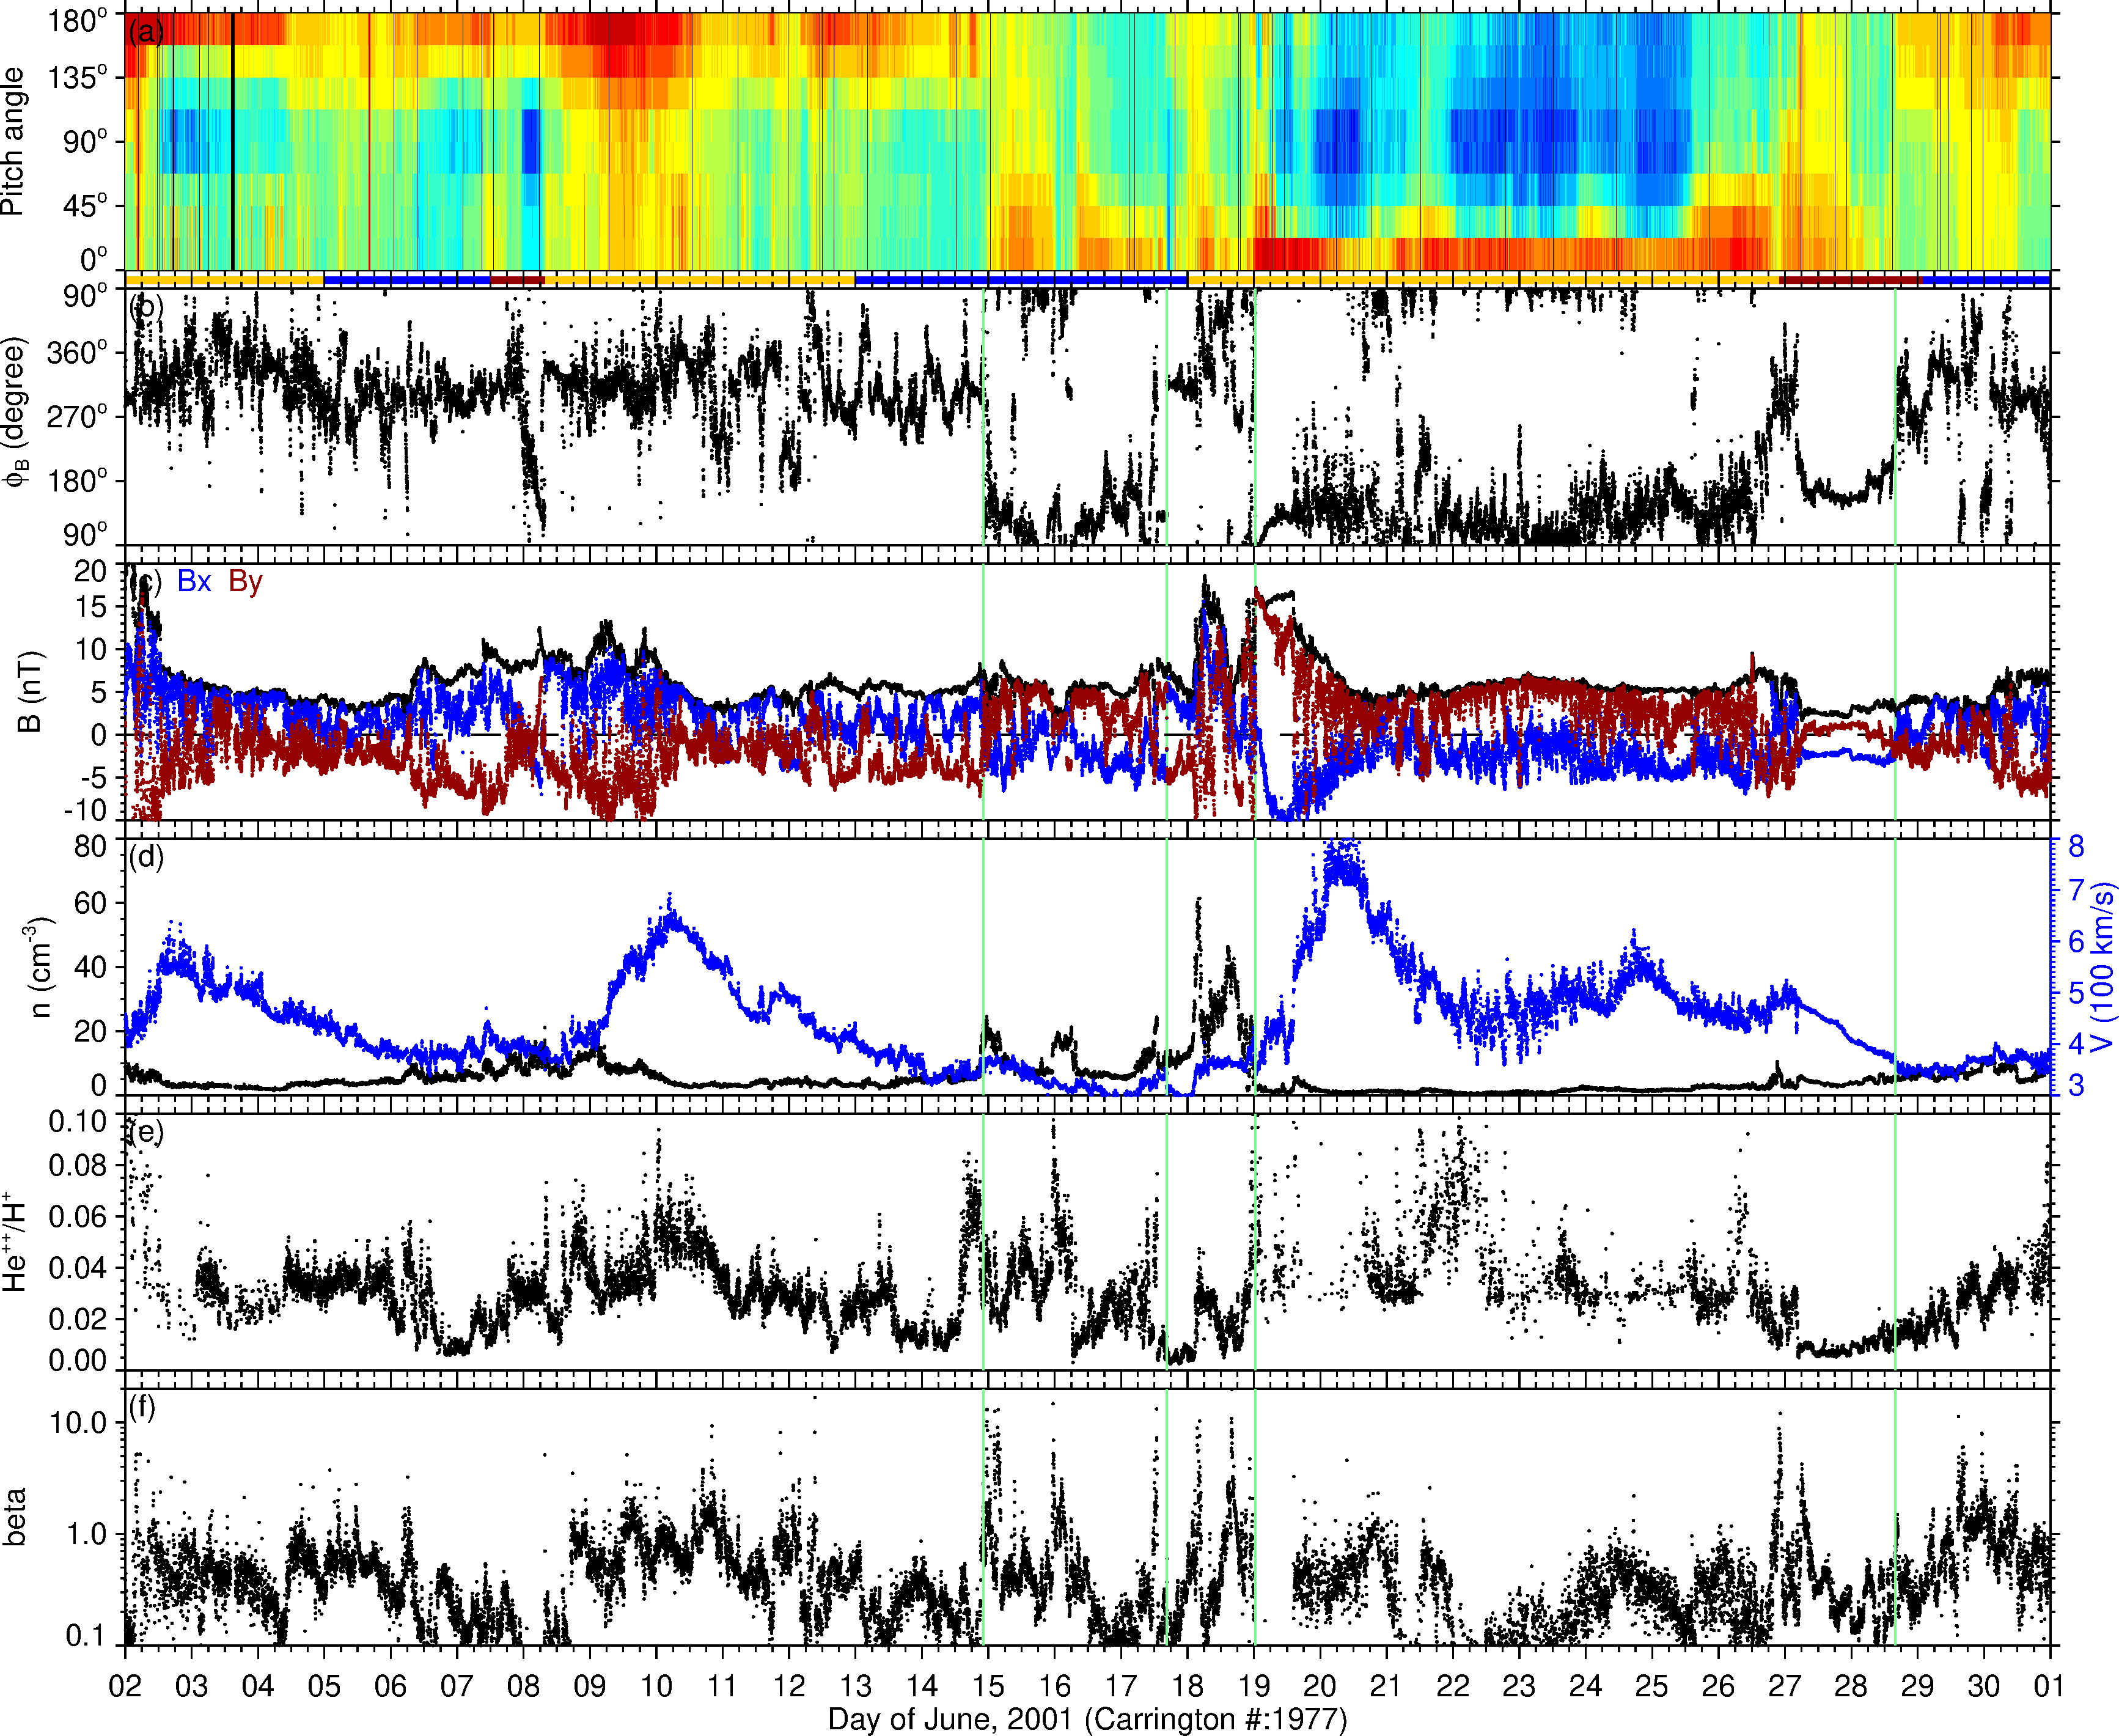 (a)
180°
135°
90°
45°
0°
Pitch angle
(b)
90°
360°
270°
180°
90°
ϕB (degree)
(c) Bx By
20
15
10
5
0
-5
-10
B (nT)
(d)
80
60
40
20
0
n (cm-3)
8
7
6
5
4
3
V (100 km/s)
(e)
0.10
0.08
0.06
0.04
0.02
0.00
He++/H+
(f)
10.0
1.0
0.1
beta
02 03 04 05 06 07 08 09 10 11 12 13 14 15 16 17 18 19 20 21 22 23 24 25 26 27 28 29 30 01
Day of June, 2001 (Carrington #:1977)